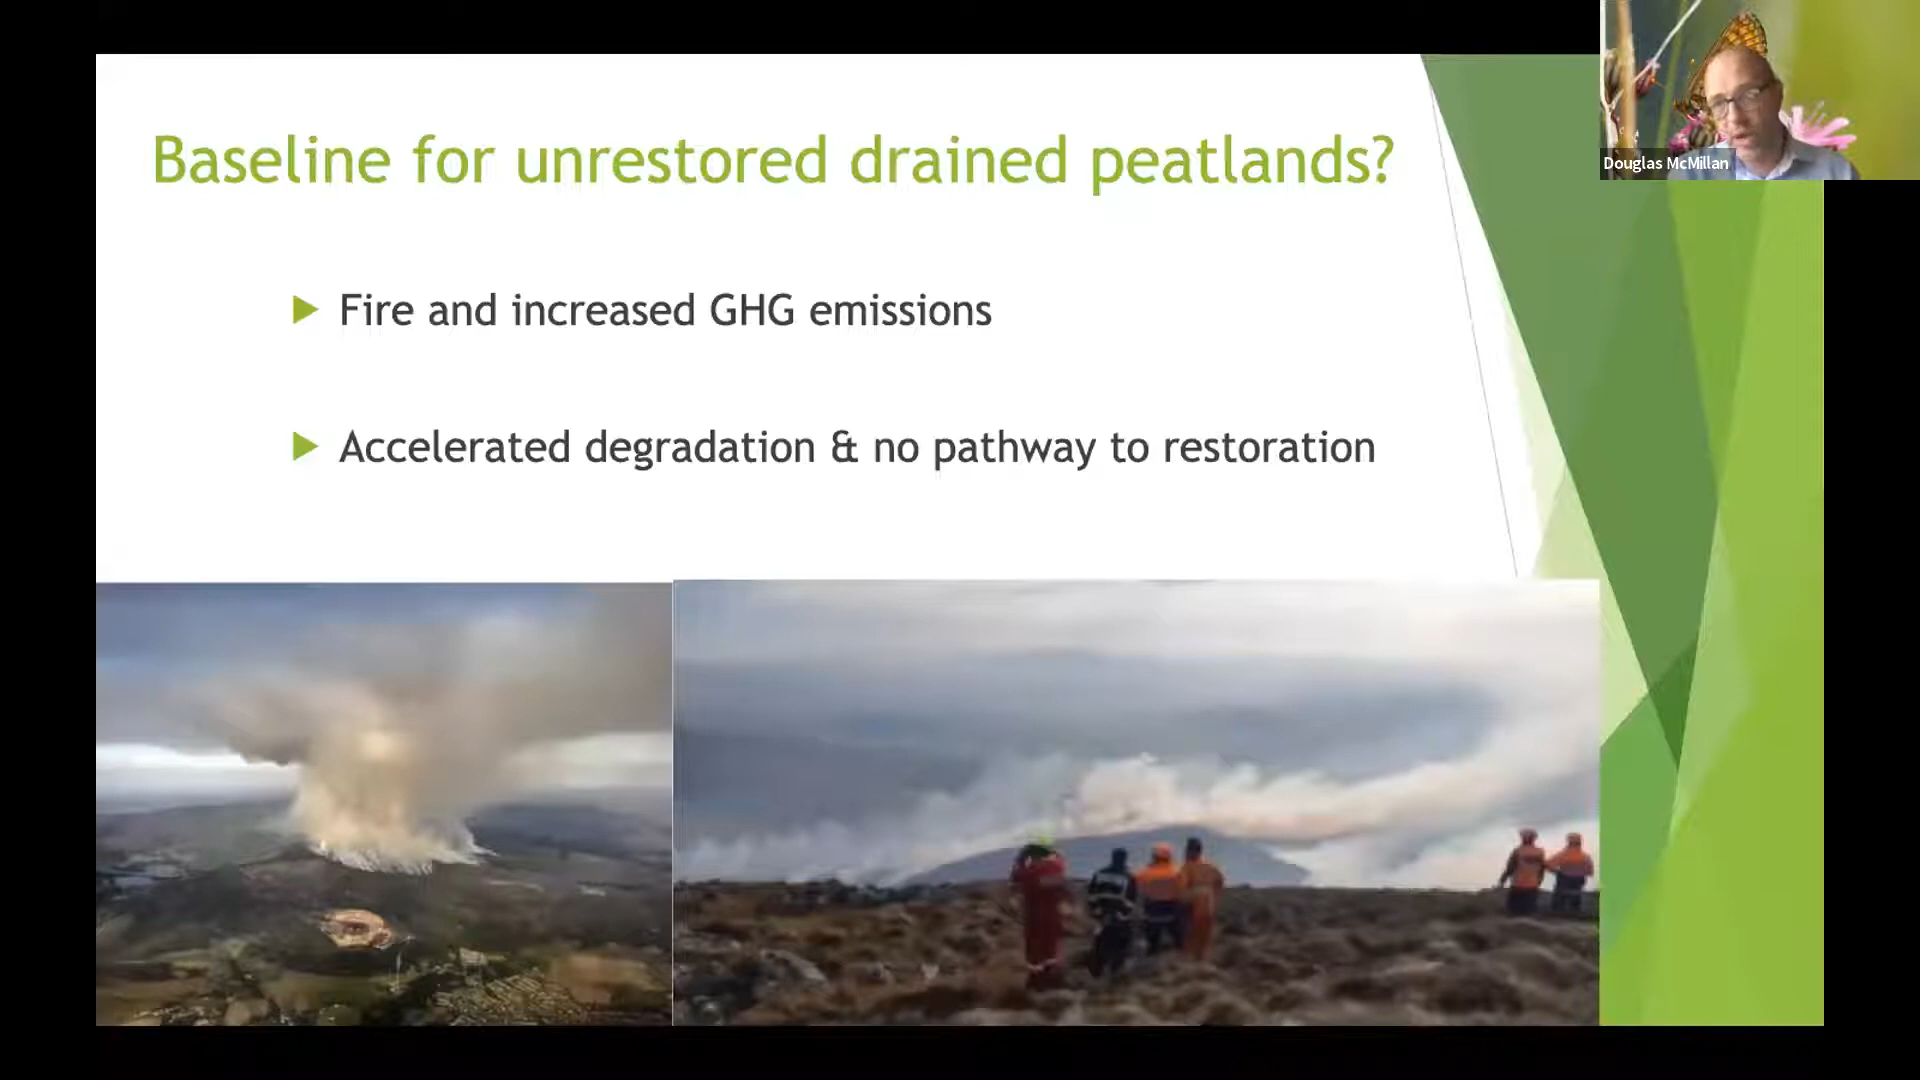 Baseline for unrestored drained peatlands?
Fire and increased GHG emissions
Accelerated degradation & no pathway to restoration
Douglas McMillan